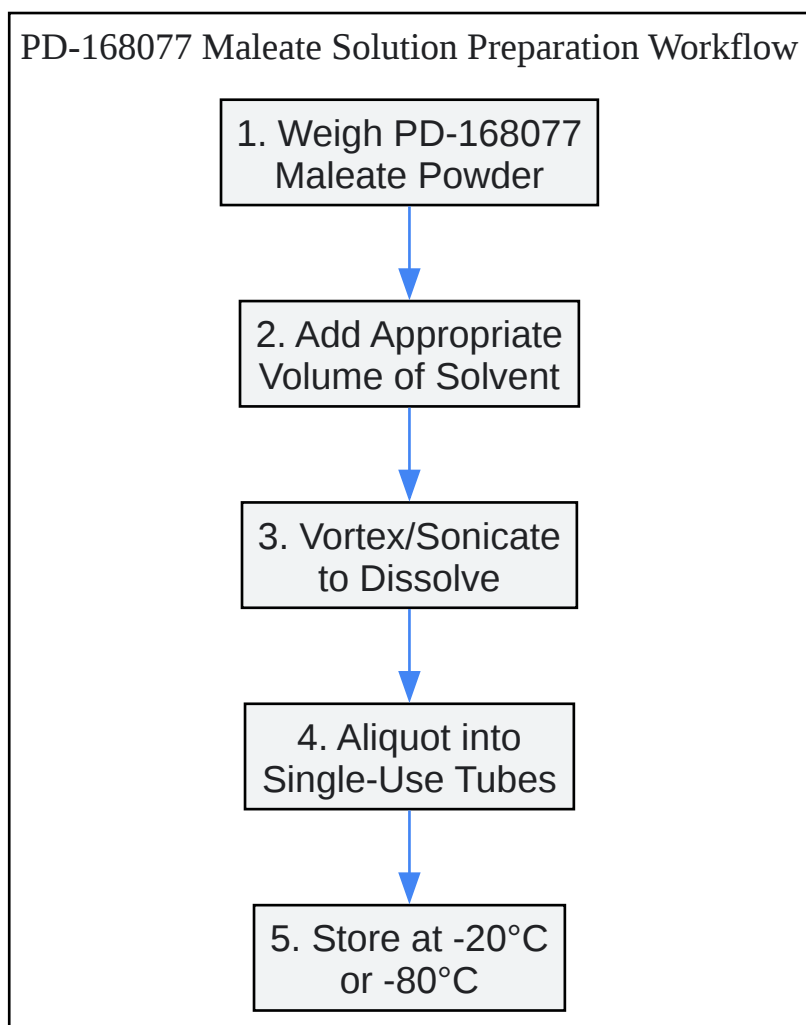 PD-168077 Maleate Solution Preparation Workflow
1. Weigh PD-168077
Maleate Powder
2. Add Appropriate
Volume of Solvent
3. Vortex/Sonicate
to Dissolve
4. Aliquot into
Single-Use Tubes
5. Store at -20°C
or -80°C